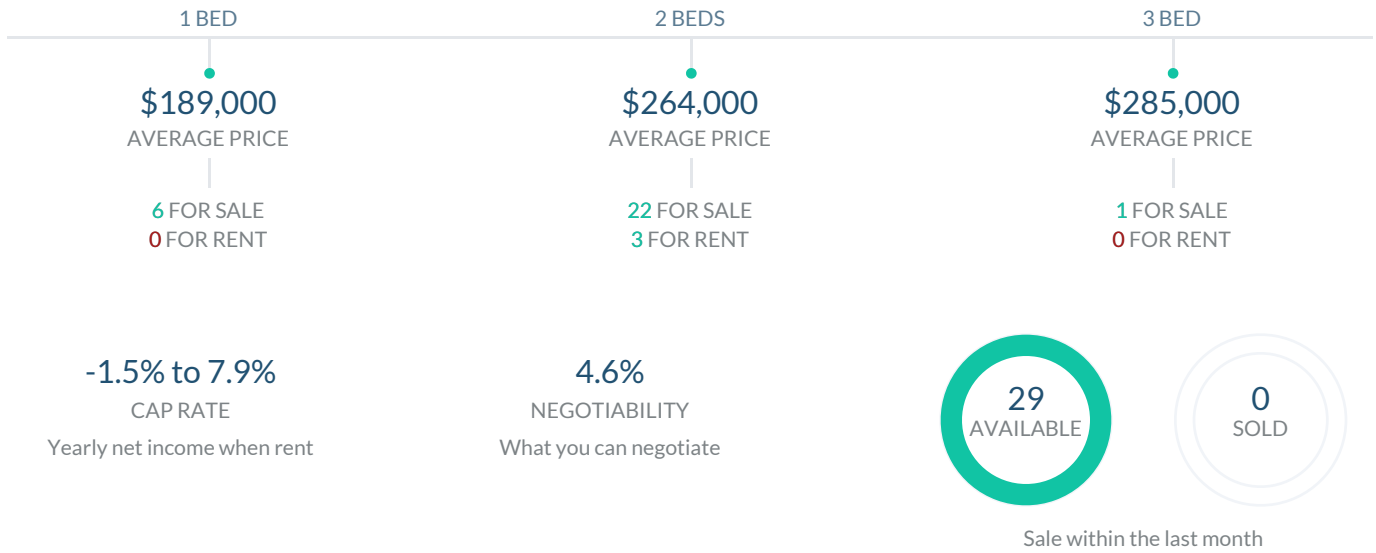 1 BED
2 BEDS
3 BED
$189,000
AVERAGE PRICE
6 FOR SALE
0 FOR RENT
$264,000
AVERAGE PRICE
22 FOR SALE
3 FOR RENT
$285,000
AVERAGE PRICE
1 FOR SALE
0 FOR RENT
-1.5% to 7.9%
CAP RATE
Yearly net income when rent
4.6%
NEGOTIABILITY
What you can negotiate
29
AVAILABLE
0
SOLD
Sale within the last month